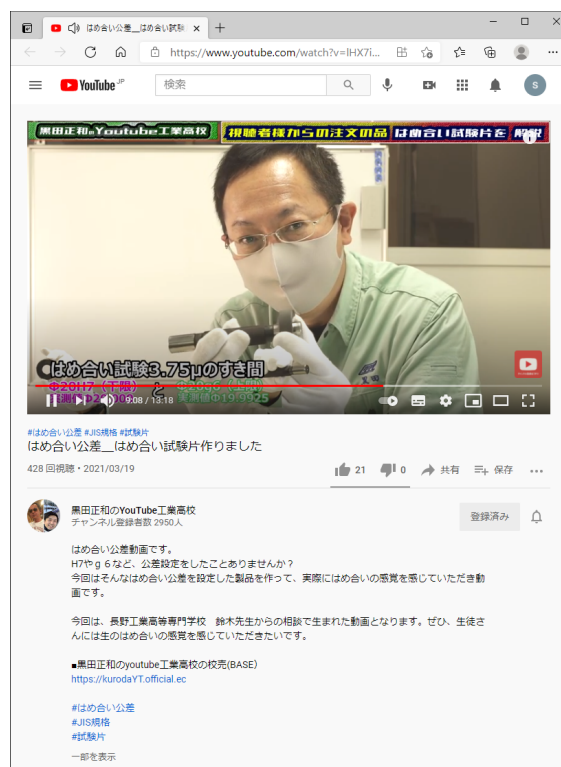 はめ合い公差__はめ合い試験
https://www.youtube.com/watch?v=lHX7i...
YouTube JP
検索
S
黒田正和のYoutube工業高校
視聴者様からの注文の品 はめ合い試験片を 解説
はめ合い試験3.75μのすき間
Φ20H7（下限）と
9:08 / 13:18
値Φ19.9925
#はめ合い公差 #JIS規格 #試験片
はめ合い公差__はめ合い試験片作りました
428 回視聴・2021/03/19
21
0
共有
保存
黒田正和のYouTube工業高校
チャンネル登録者数 2950人
登録済み
はめ合い公差動画です。
H7やｇ６など、公差設定をしたことありませんか？
今回はそんなはめ合い公差を設定した製品を作って、実際にはめ合いの感覚を感じていただき動
画です。
今回は、長野工業高等専門学校　鈴木先生からの相談で生まれた動画となります。ぜひ、生徒さ
んには生のはめ合いの感覚を感じていただきたいです。
■黒田正和のyoutube工業高校の校売(BASE）
https://kurodaYT.official.ec
#はめ合い公差
#JIS規格
#試験片
一部を表示